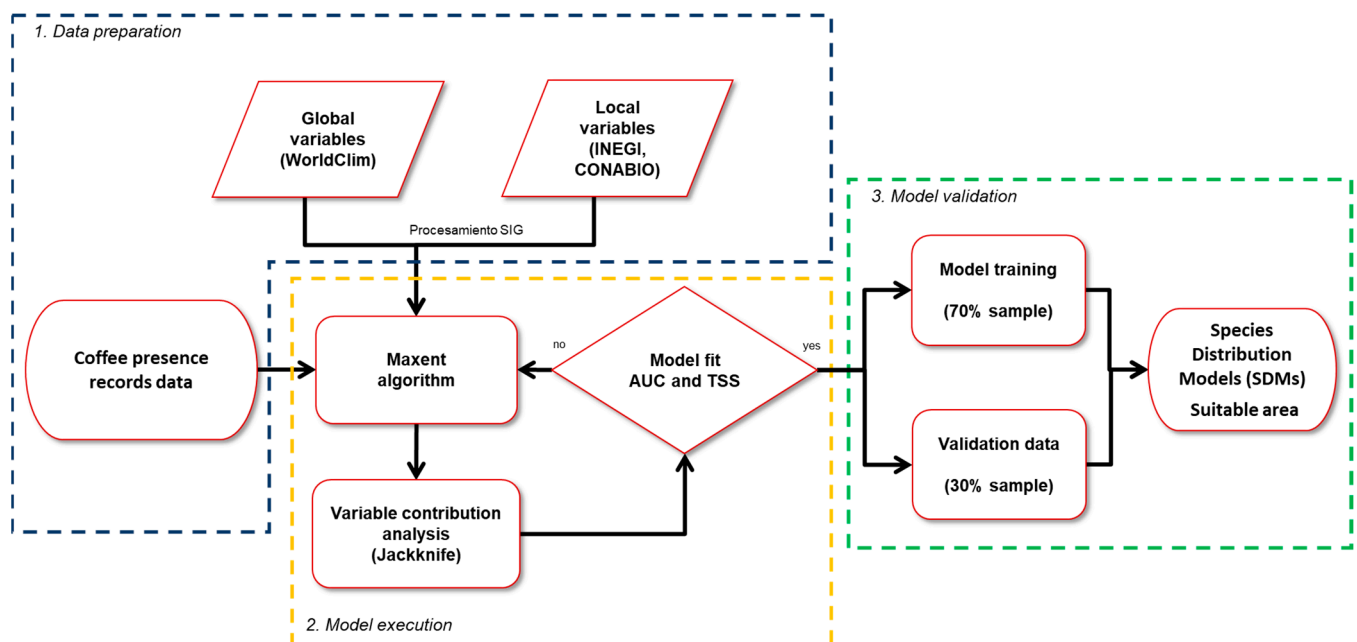 1. Data preparation
Global
variables
(WorldClim)
Local
variables
(INEGI,
CONABIO)
Procesamiento SIG
Coffee presence
records data
Maxent
algorithm
no
Model fit
AUC and TSS
yes
Variable contribution
analysis
(Jackknife)
2. Model execution
3. Model validation
Model training
(70% sample)
Validation data
(30% sample)
Species
Distribution
Models (SDMs)
Suitable area